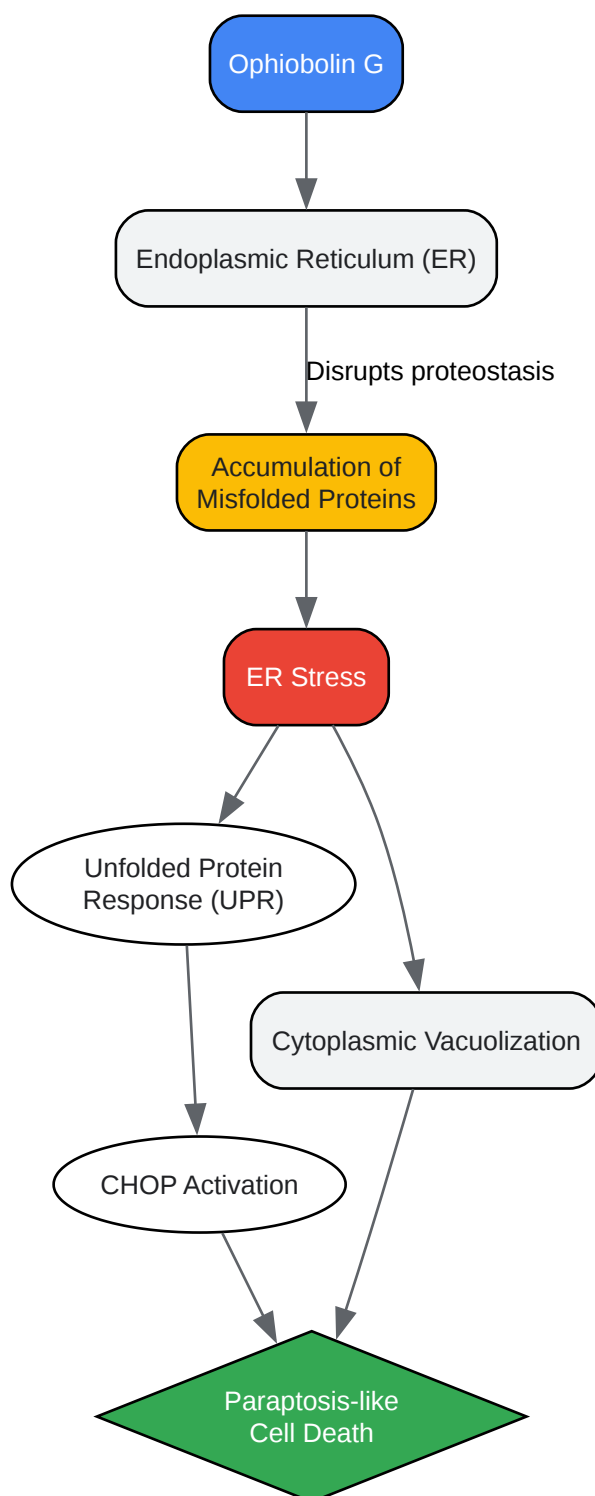 Ophiobolin G
Endoplasmic Reticulum (ER)
Disrupts proteostasis
Accumulation of
Misfolded Proteins
ER Stress
Unfolded Protein
Response (UPR)
Cytoplasmic Vacuolization
CHOP Activation
Paraptosis-like
Cell Death